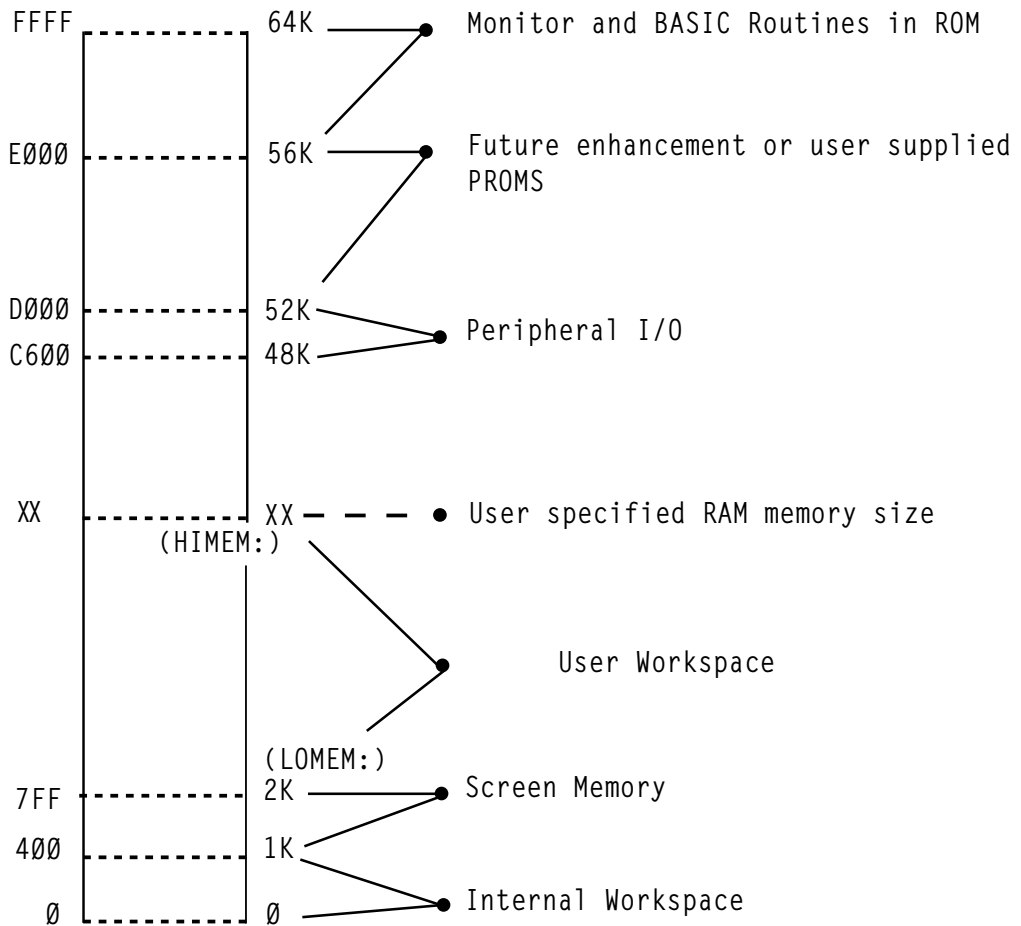 FFFF 64K Monitor and BASIC Routines in ROM
EØØØ 56K Future enhancement or user supplied
PROMS
DØØØ 52K
Peripheral I/O
C6ØØ 48K
XX XX User specified RAM memory size
(HIMEM:)
User Workspace
(LOMEM:)
7FF 2K Screen Memory
4ØØ 1K
Internal Workspace
Ø Ø